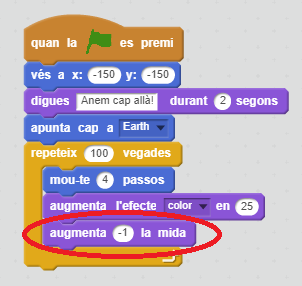 quan la es premi
vés a x: -150 y: -150
digues Anem cap allà! durant 2 segons
apunta cap a Earth
repeteix 100 vegades
mou-te 4 passos
augmenta l'efecte color en 25
augmenta -1 la mida